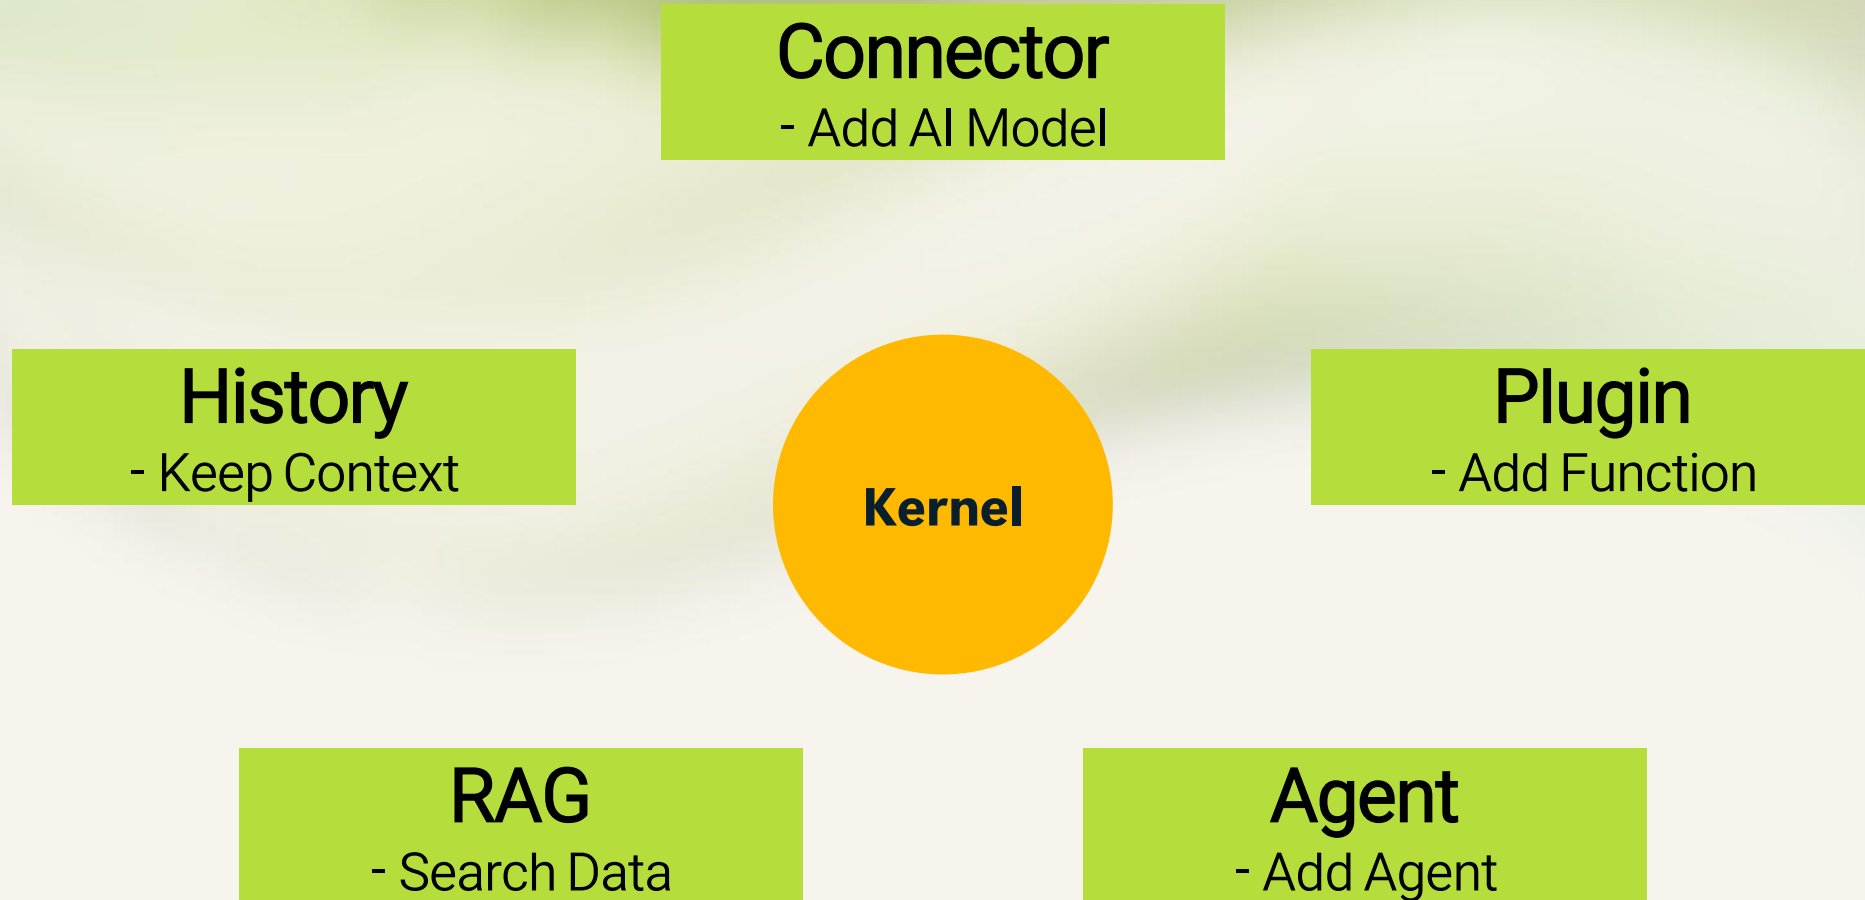 Connector
- Add AI Model
History
- Keep Context
Kernel
Plugin
- Add Function
RAG
- Search Data
Agent
- Add Agent